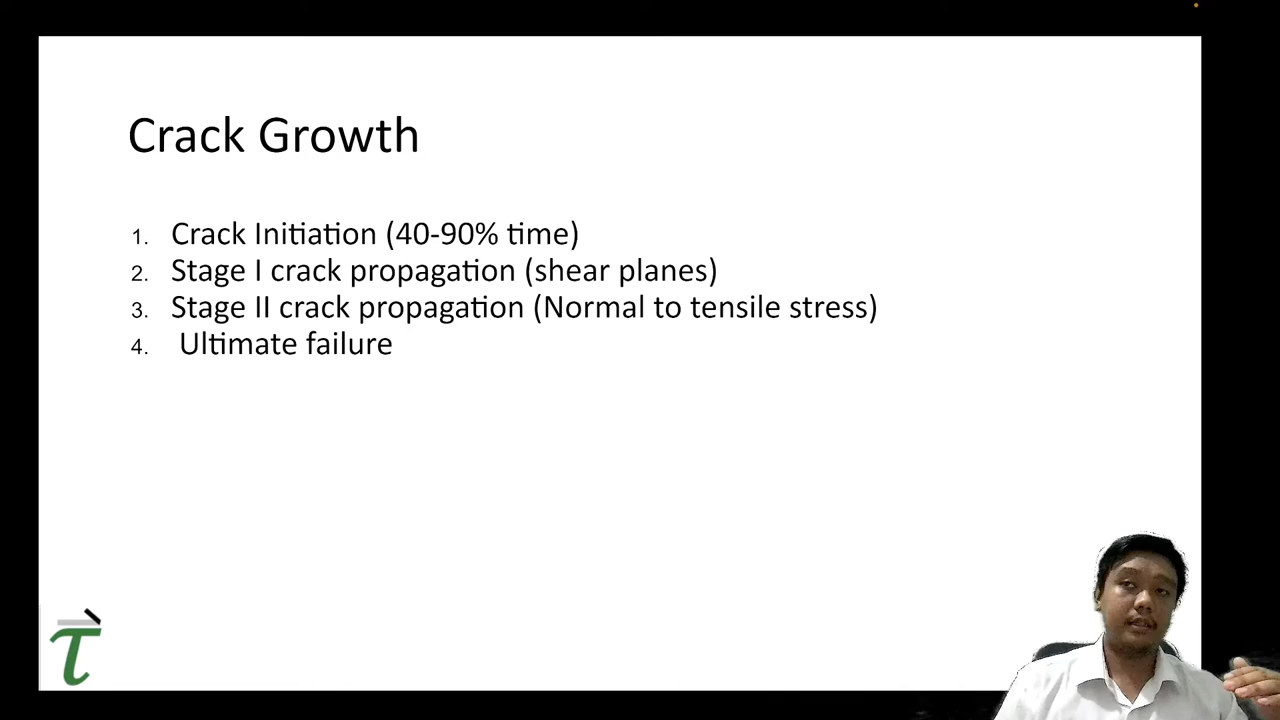 Crack Growth
1. Crack Initiation (40-90% time)
2. Stage I crack propagation (shear planes)
3. Stage II crack propagation (Normal to tensile stress)
4. Ultimate failure
τ